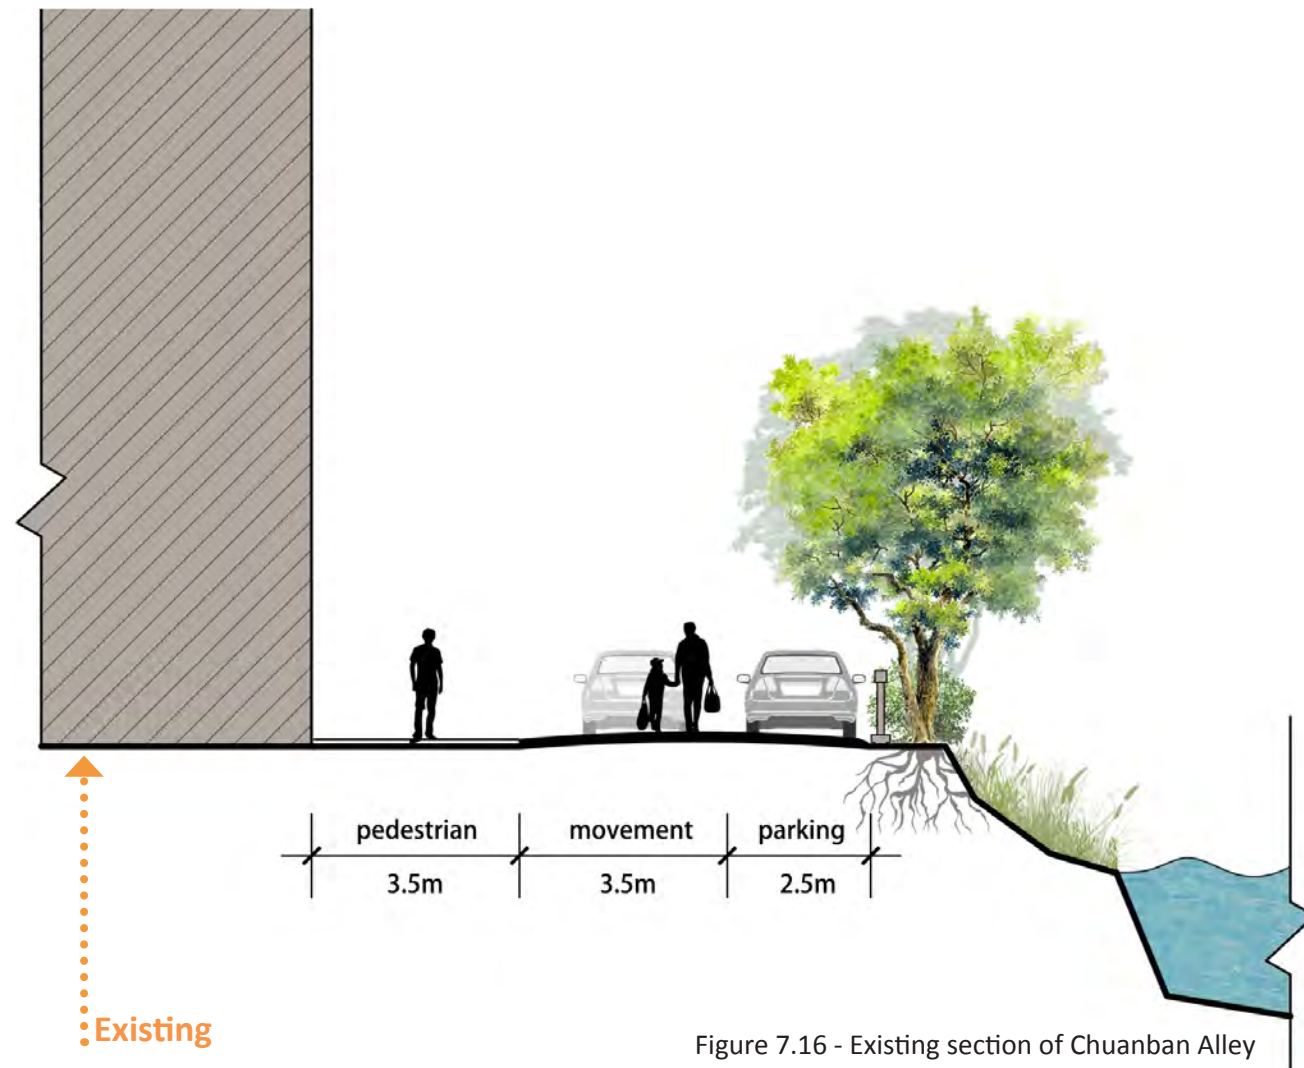 pedestrian movement parking
3.5m 3.5m 2.5m
Existing
Figure 7.16 - Existing section of Chuanban Alley